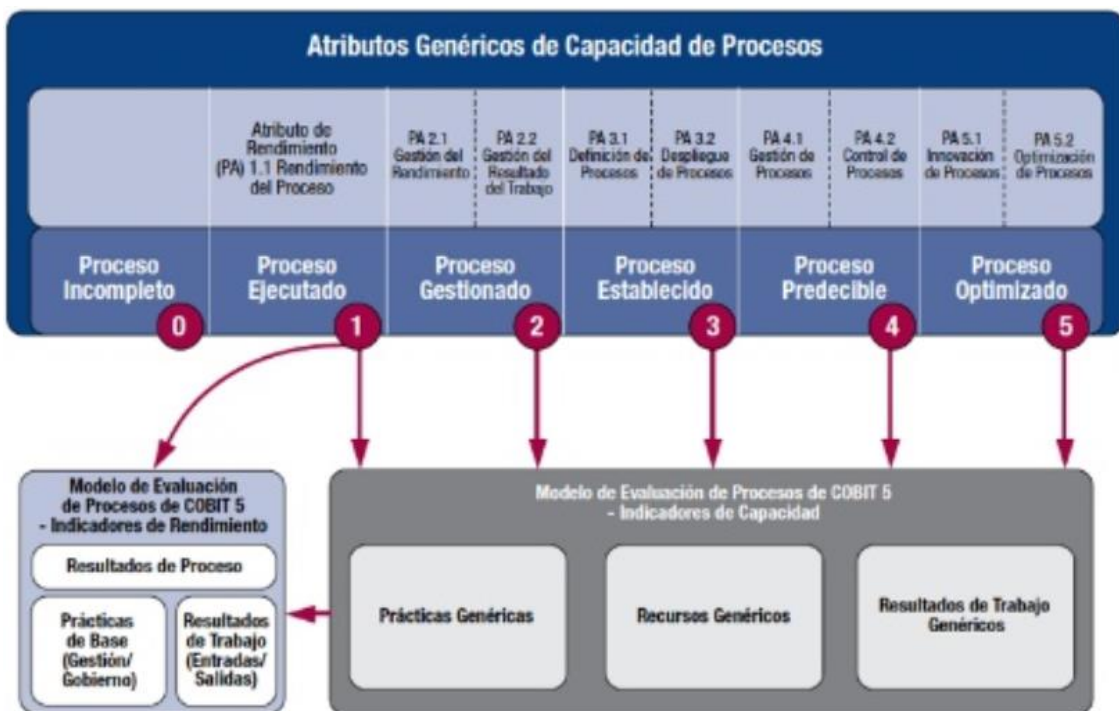 Atributos Genéricos de Capacidad de Procesos
Atributo de
Rendimiento
(PA) 1.1 Rendimiento
del Proceso
PA 2.1
Gestión del
Rendimiento
PA 2.2
Gestión del
Resultado
del Trabajo
PA 3.1
Definición de
Procesos
PA 3.2
Despliegue
de Procesos
PA 4.1
Gestión de
Procesos
PA 4.2
Control de
Procesos
PA 5.1
Innovación
de Procesos
PA 5.2
Optimización
de Procesos
Proceso
Incompleto
0
Proceso
Ejecutado
1
Proceso
Gestionado
2
Proceso
Establecido
3
Proceso
Predecible
4
Proceso
Optimizado
5
Modelo de Evaluación
de Procesos de COBIT 5
- Indicadores de Rendimiento
Resultados de Proceso
Prácticas
de Base
(Gestión/
Gobierno)
Resultados
de Trabajo
(Entradas/
Salidas)
Modelo de Evaluación de Procesos de COBIT 5
- Indicadores de Capacidad
Prácticas Genéricas
Recursos Genéricos
Resultados de Trabajo
Genéricos